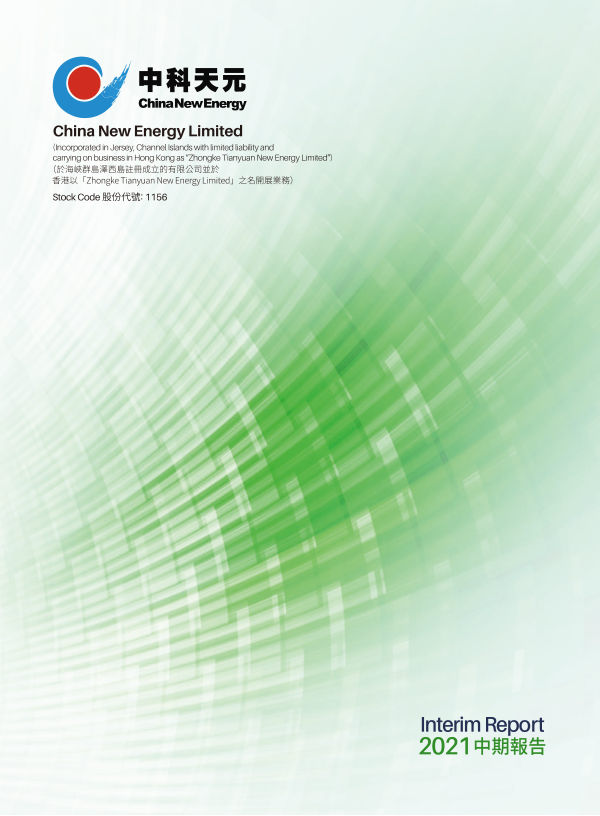 中科天元
China New Energy
China New Energy Limited
(Incorporated in Jersey, Channel Islands with limited liability and
carrying on business in Hong Kong as "Zhongke Tianyuan New Energy Limited")
(於海峽群島澤西島註冊成立的有限公司並於
香港以「Zhongke Tianyuan New Energy Limited」之名開展業務)
Stock Code 股份代號: 1156
Interim Report
2021 中期報告